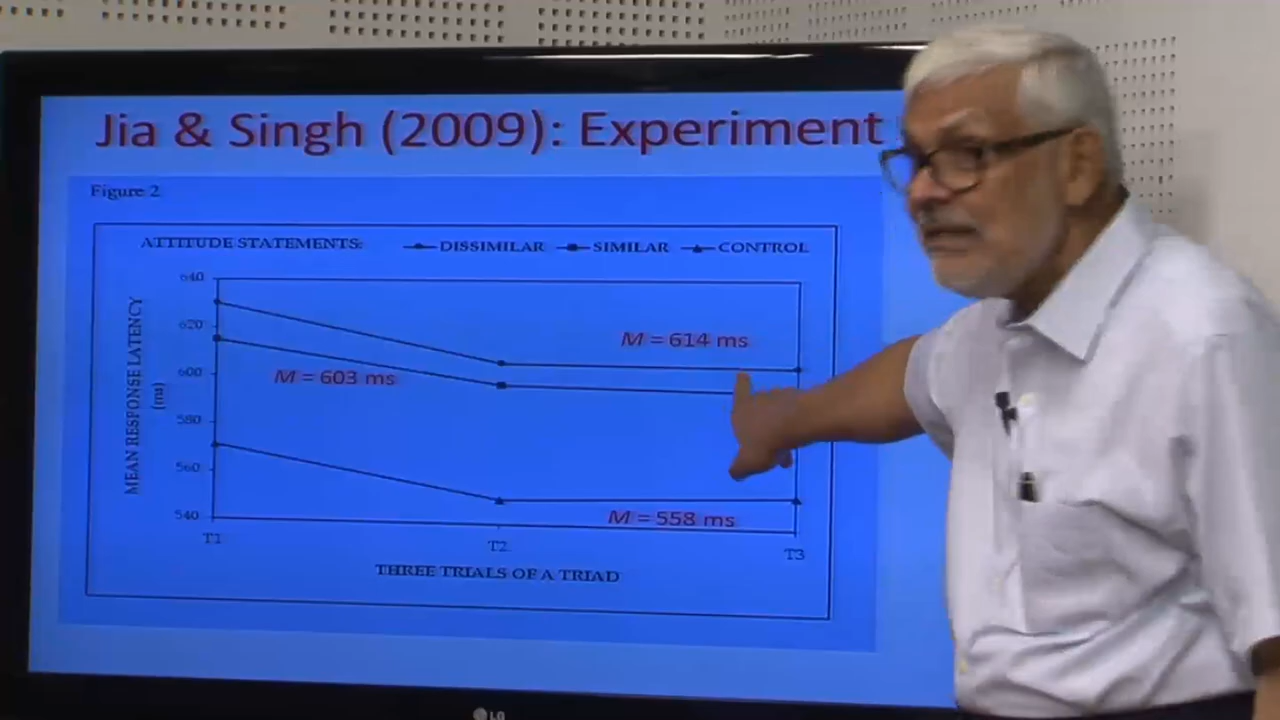 Jia & Singh (2009): Experiment
Figure 2
ATTITUDE STATEMENTS: DISSIMILAR SIMILAR CONTROL
MEAN RESPONSE LATENCY
(ms)
640
620
600
580
560
540
M = 614 ms
M = 603 ms
M = 558 ms
T1
T2
T3
THREE TRIALS OF A TRIAD
LG